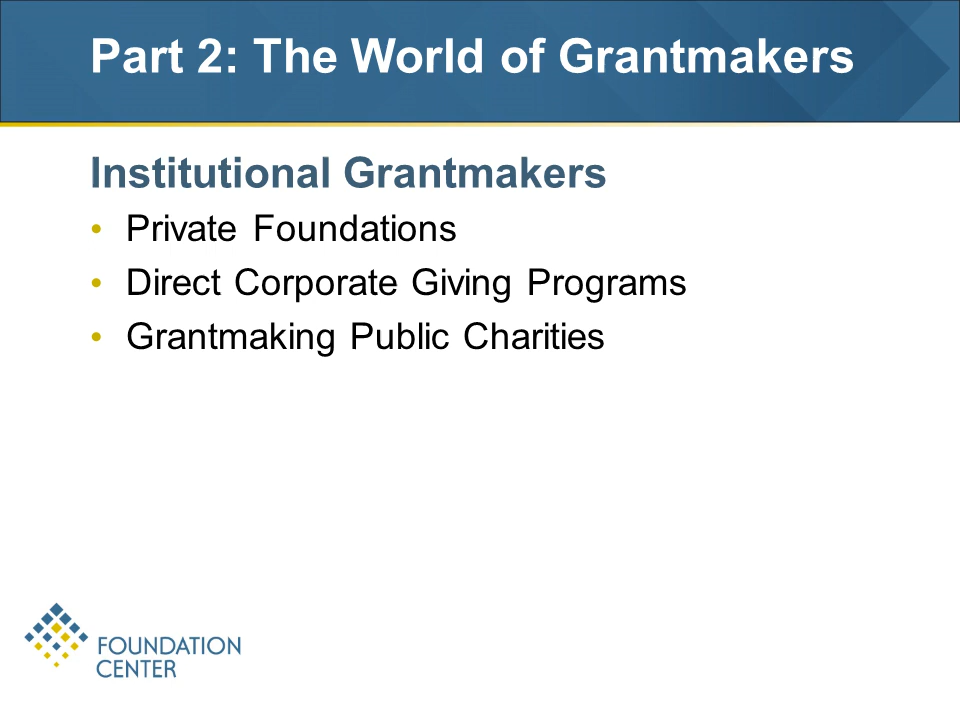 Part 2: The World of Grantmakers
Institutional Grantmakers
• Private Foundations
• Direct Corporate Giving Programs
• Grantmaking Public Charities
FOUNDATION
CENTER